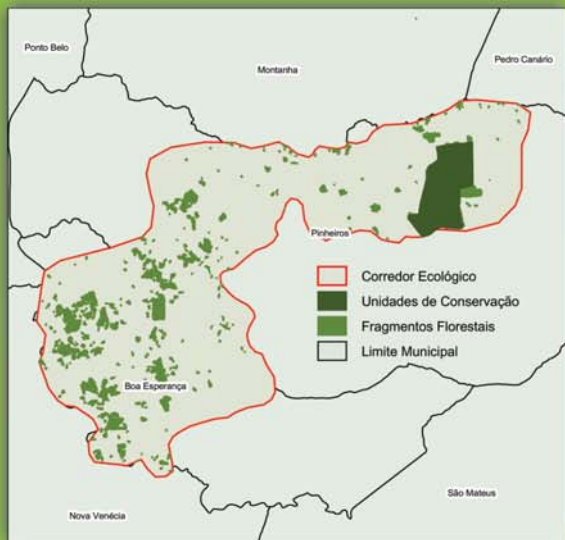 Ponto Belo
Montanha
Pedro Canário
Pinheiros
Corredor Ecológico
Unidades de Conservação
Fragmentos Florestais
Limite Municipal
Boa Esperança
São Mateus
Nova Venécia